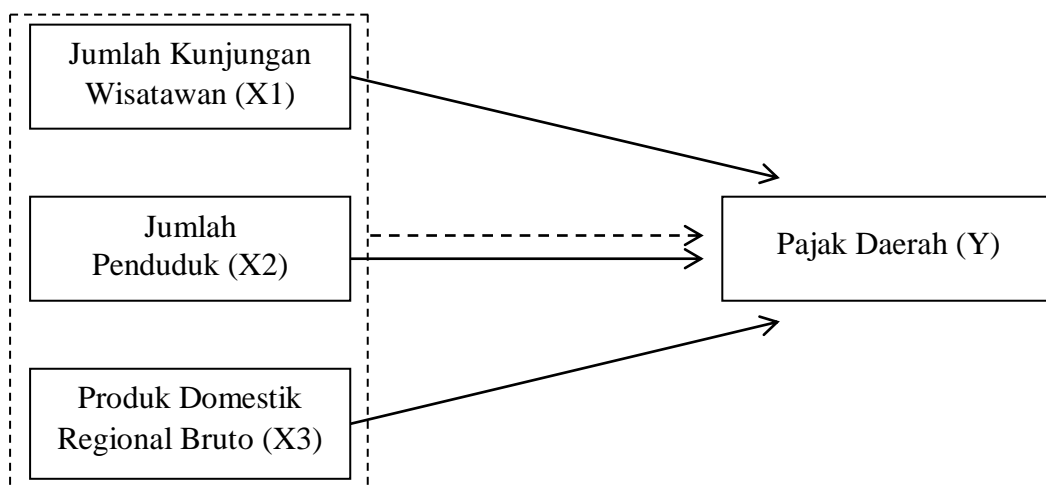 Jumlah Kunjungan
Wisatawan (X1)
Jumlah
Penduduk (X2)
Pajak Daerah (Y)
Produk Domestik
Regional Bruto (X3)